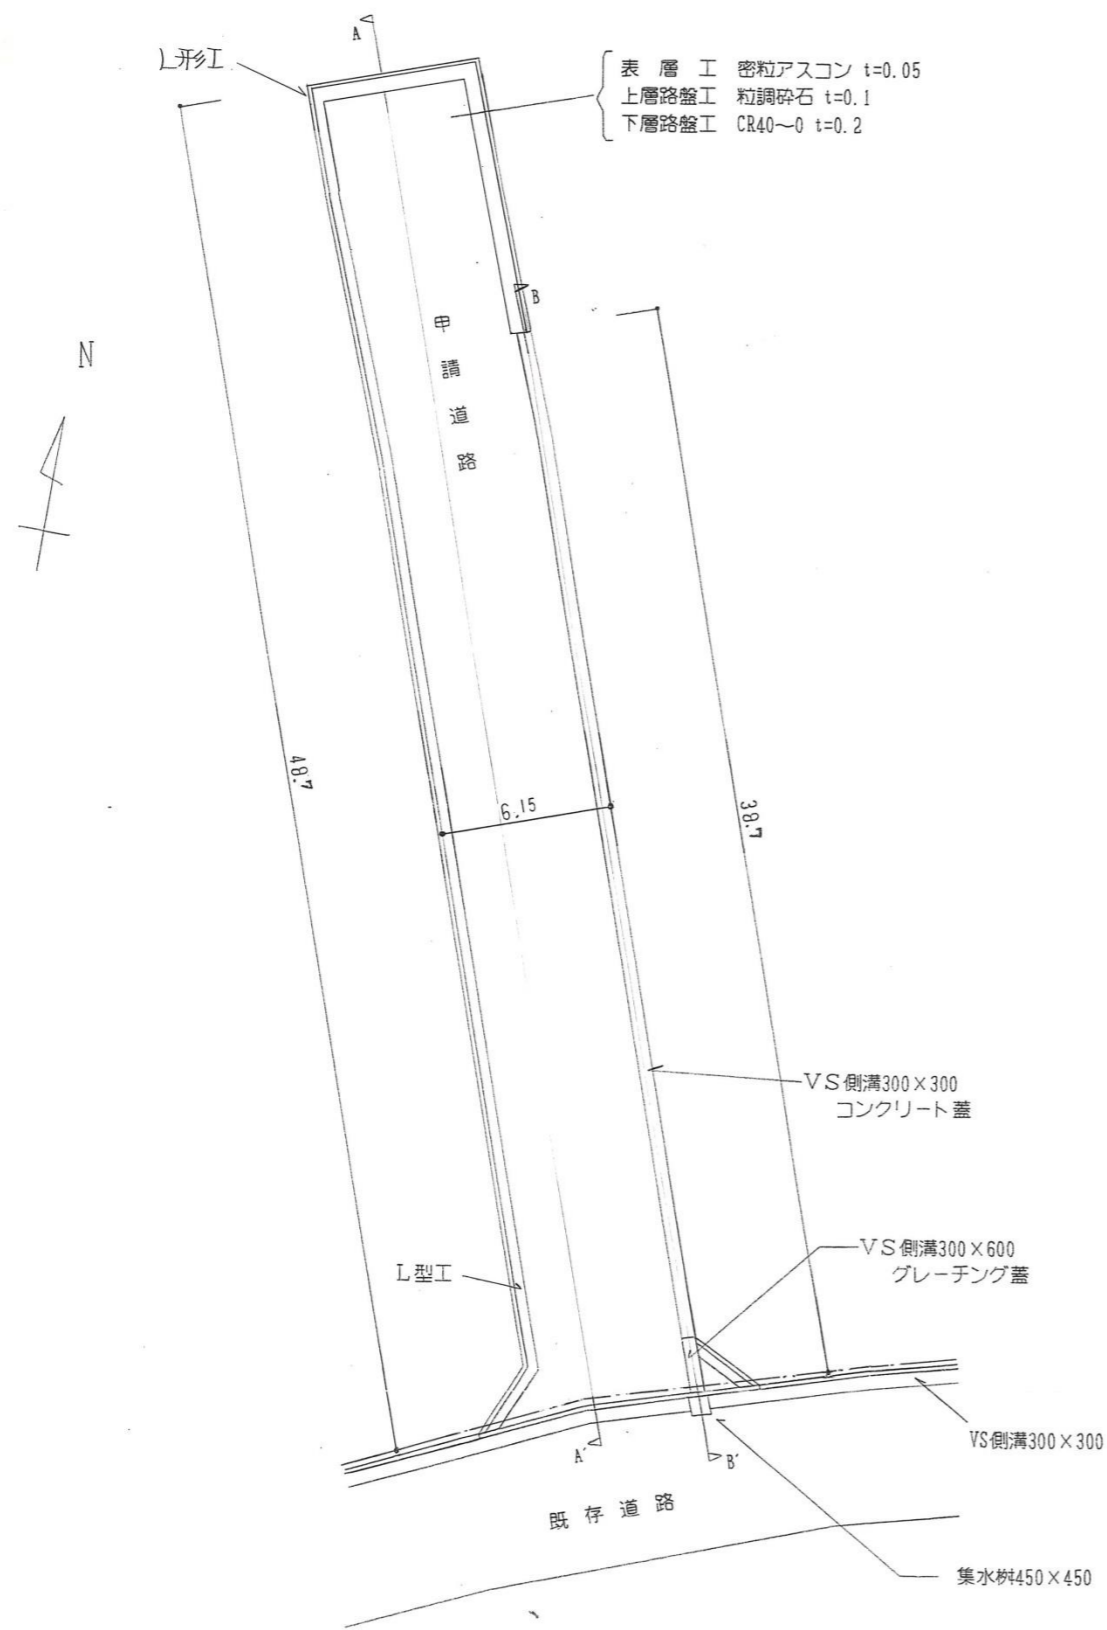 A
L形工
表 層 工 密粒アスコン t=0.05
上層路盤工 粒調砕石 t=0.1
下層路盤工 CR40～0 t=0.2
B
N
申請道路
48.7
6.15
38.7
VS側溝300×300
コンクリート蓋
VS側溝300×600
グレーチング蓋
L型工
VS側溝300×300
A'
B'
既存道路
集水桝450×450